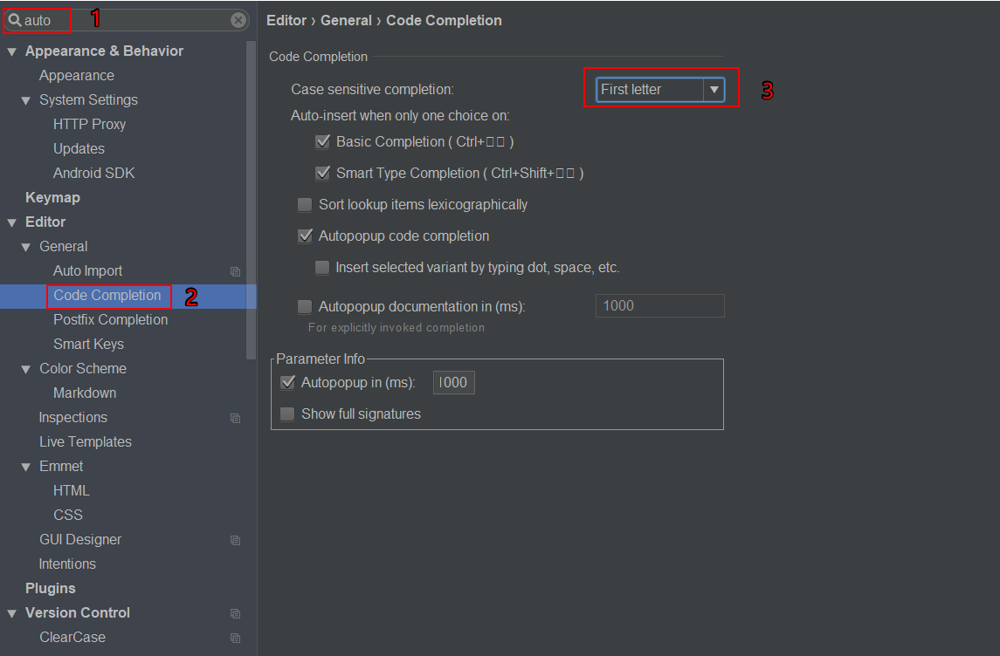 auto
1
Appearance & Behavior
Appearance
System Settings
HTTP Proxy
Updates
Android SDK
Keymap
Editor
General
Auto Import
Code Completion
2
Postfix Completion
Smart Keys
Color Scheme
Markdown
Inspections
Live Templates
Emmet
HTML
CSS
GUI Designer
Intentions
Plugins
Version Control
ClearCase
Editor › General › Code Completion
Code Completion
Case sensitive completion:
First letter
3
Auto-insert when only one choice on:
Basic Completion ( Ctrl+□□ )
Smart Type Completion ( Ctrl+Shift+□□ )
Sort lookup items lexicographically
Autopopup code completion
Insert selected variant by typing dot, space, etc.
Autopopup documentation in (ms):
1000
For explicitly invoked completion
Parameter Info
Autopopup in (ms):
1000
Show full signatures